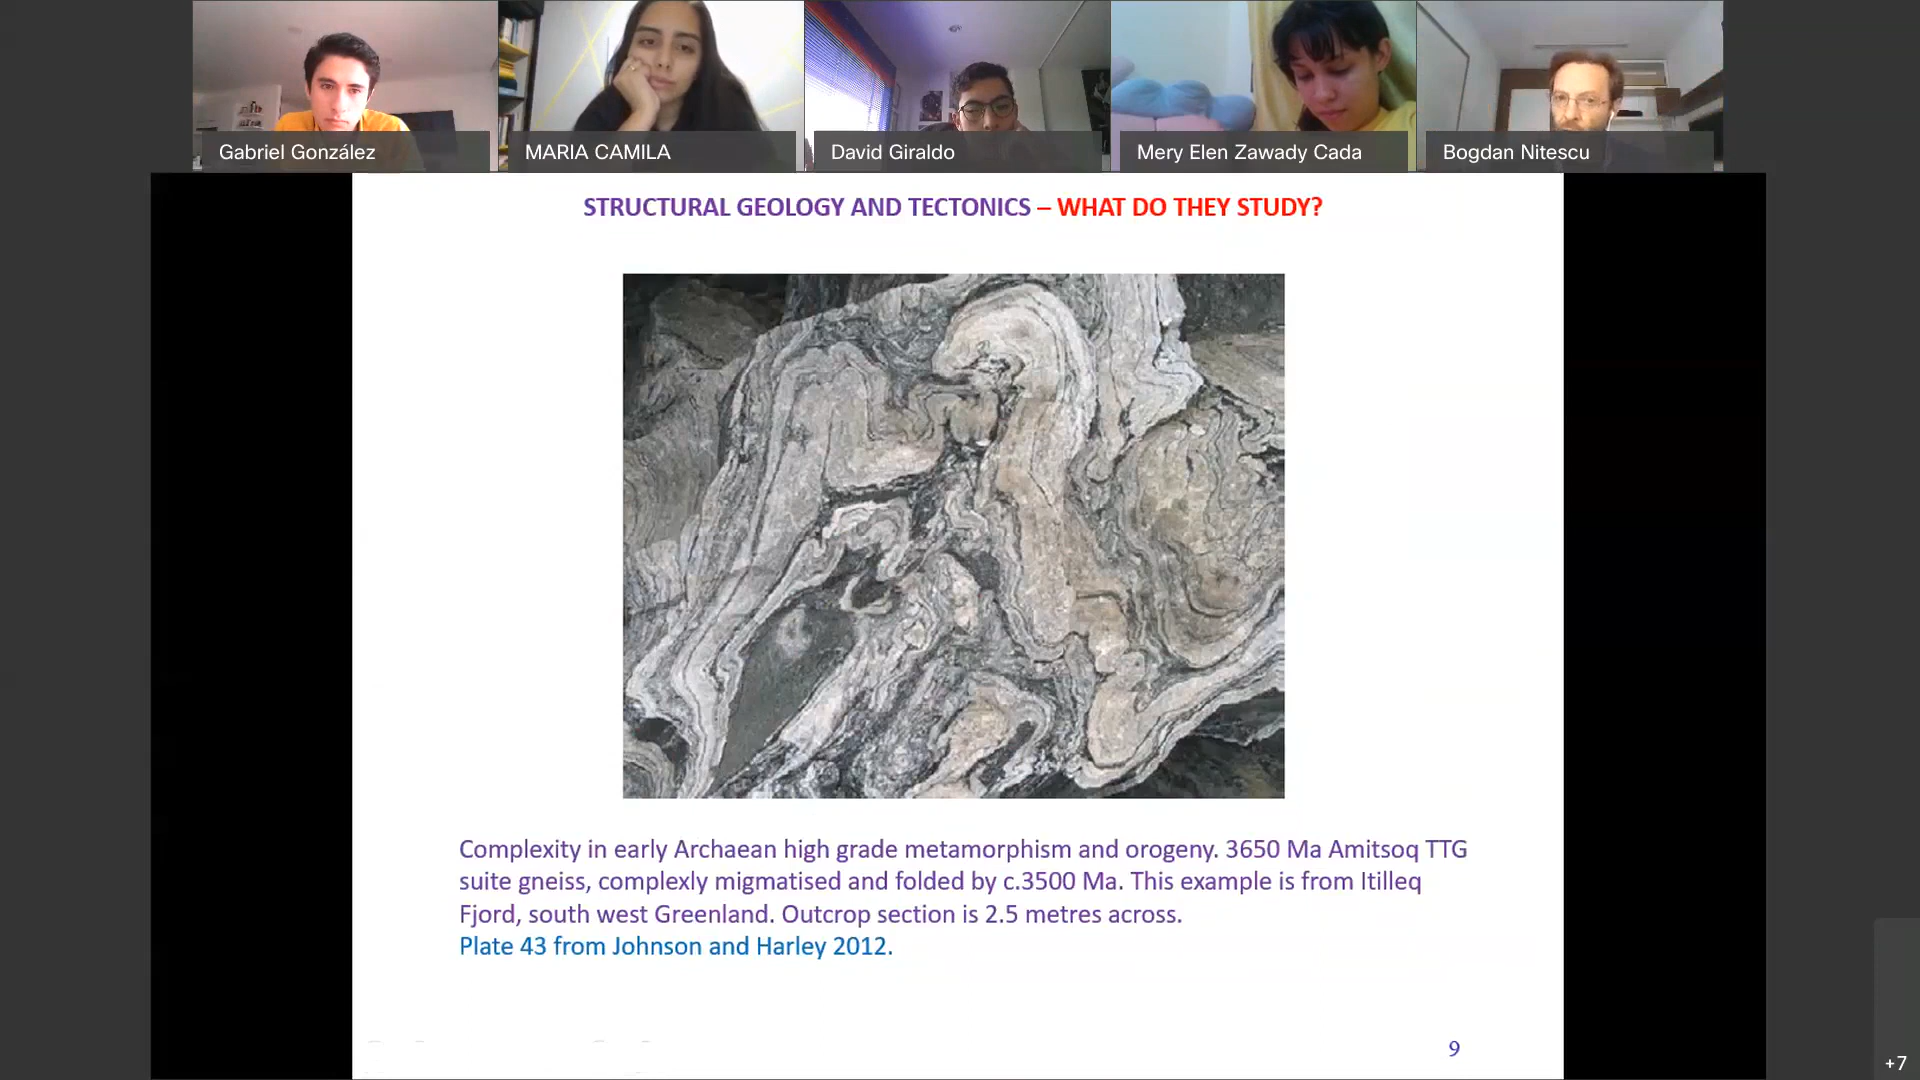 Gabriel González
MARIA CAMILA
David Giraldo
Mery Elen Zawady Cada
Bogdan Nitescu
STRUCTURAL GEOLOGY AND TECTONICS – WHAT DO THEY STUDY?
Complexity in early Archaean high grade metamorphism and orogeny. 3650 Ma Amitsoq TTG
suite gneiss, complexly migmatised and folded by c.3500 Ma. This example is from Itilleq
Fjord, south west Greenland. Outcrop section is 2.5 metres across.
Plate 43 from Johnson and Harley 2012.
9
+7